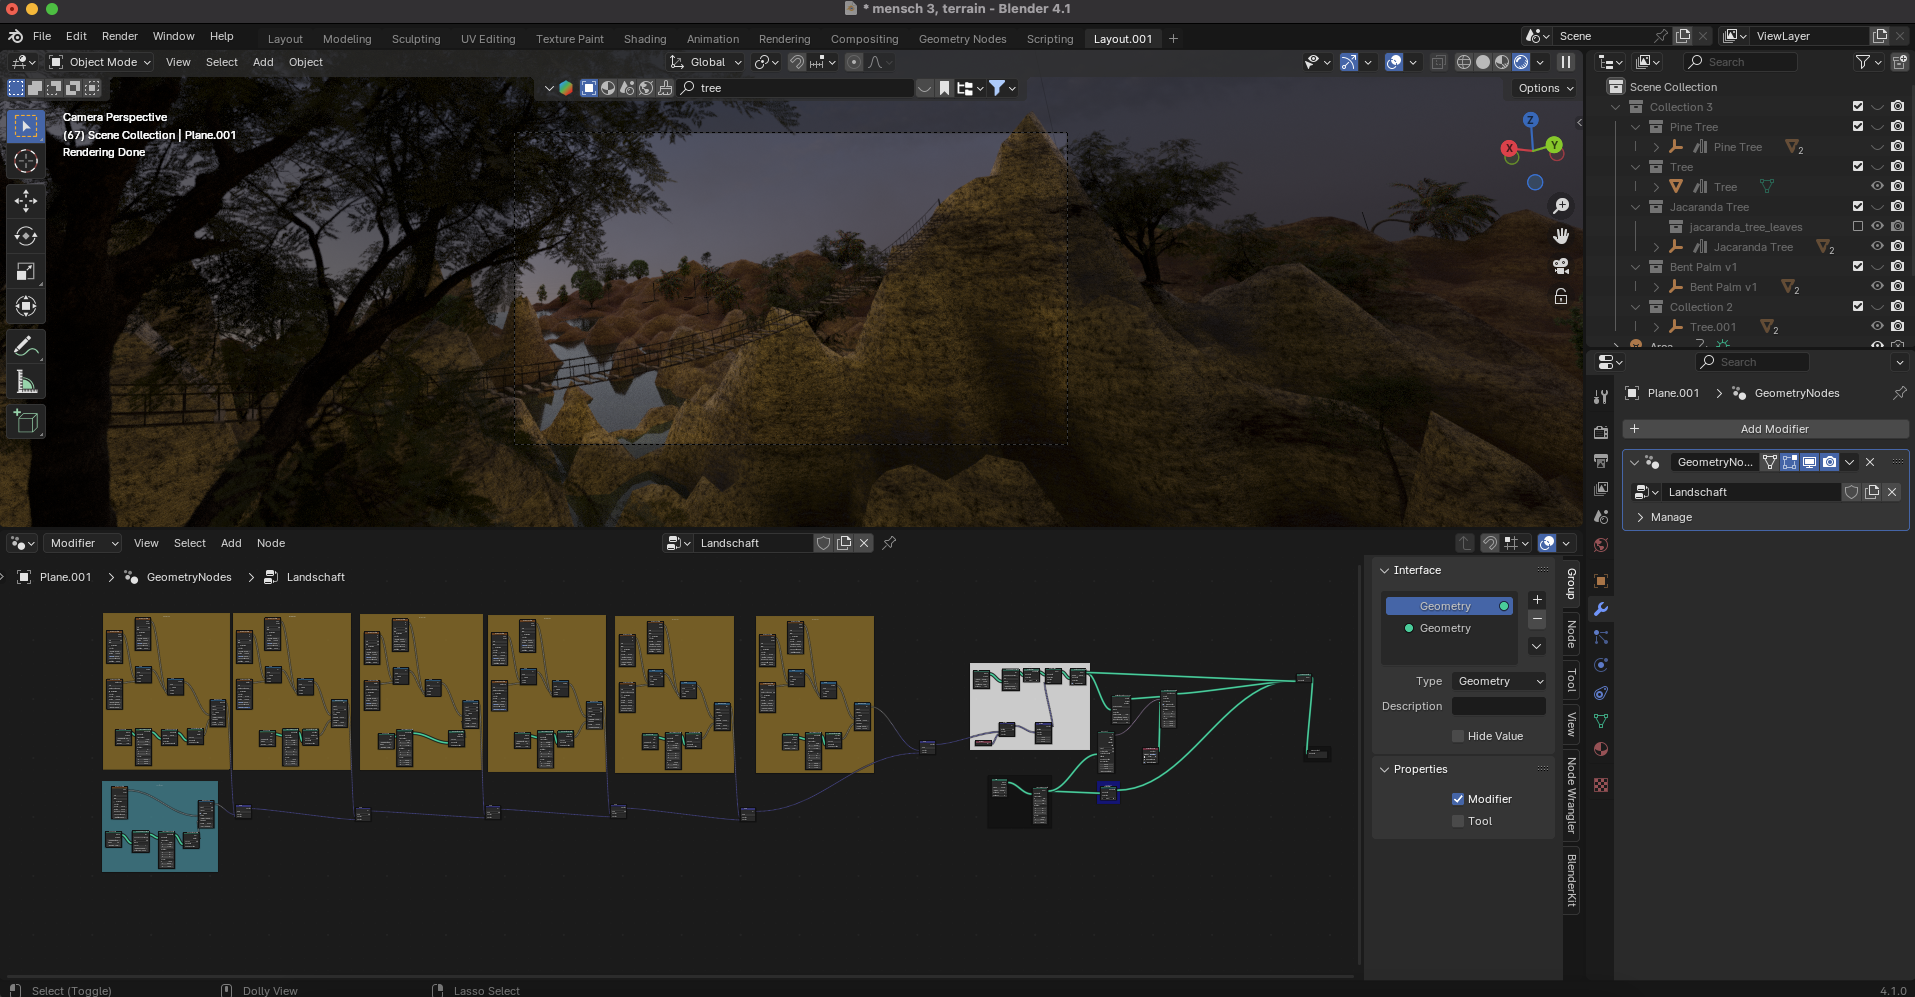 * mensch 3, terrain - Blender 4.1
File Edit Render Window Help
Layout Modeling Sculpting UV Editing Texture Paint Shading Animation Rendering Compositing Geometry Nodes Scripting Layout.001 +
Scene
ViewLayer
Object Mode View Select Add Object
Global
Search
tree
Options
Camera Perspective
(67) Scene Collection | Plane.001
Rendering Done
Z
X
Y
Scene Collection
Collection 3
Pine Tree
Pine Tree
2
Tree
Tree
Jacaranda Tree
jacaranda_tree_leaves
Jacaranda Tree
2
Bent Palm v1
Bent Palm v1
2
Collection 2
Tree.001
2
Area
Search
Plane.001 > GeometryNodes
+ Add Modifier
GeometryNo...
Landschaft
Manage
Modifier View Select Add Node
Landschaft
Plane.001 > GeometryNodes > Landschaft
Interface
Geometry
Geometry
Type Geometry
Description
Hide Value
Properties
Modifier
Tool
Group
Node
Tool
View
Node Wrangler
BlenderKit
Select (Toggle)
Dolly View
Lasso Select
4.1.0